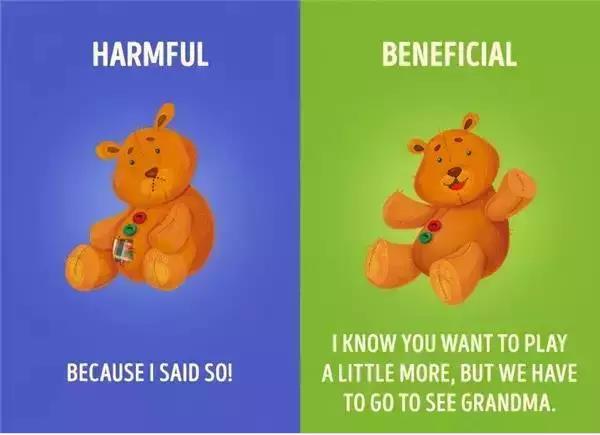 HARMFUL
BECAUSE I SAID SO!
BENEFICIAL
I KNOW YOU WANT TO PLAY
A LITTLE MORE, BUT WE HAVE
TO GO TO SEE GRANDMA.